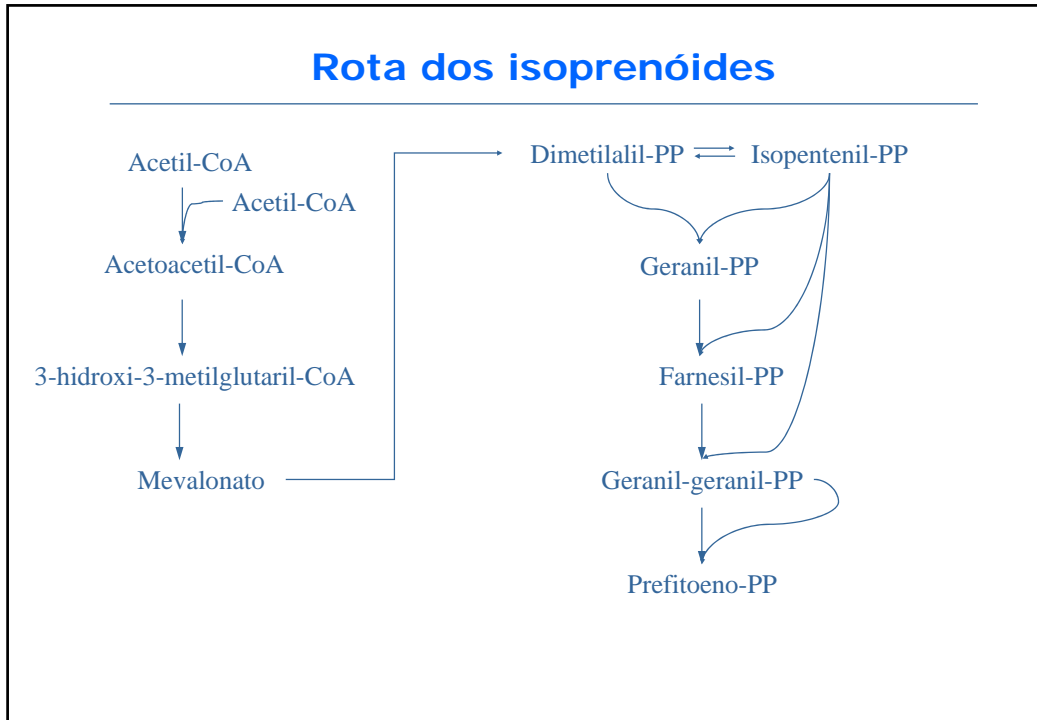 Rota dos isoprenóides
Acetil-CoA
Acetil-CoA
Acetoacetil-CoA
3-hidroxi-3-metilglutaril-CoA
Mevalonato
Dimetilalil-PP
Isopentenil-PP
Geranil-PP
Farnesil-PP
Geranil-geranil-PP
Prefitoeno-PP